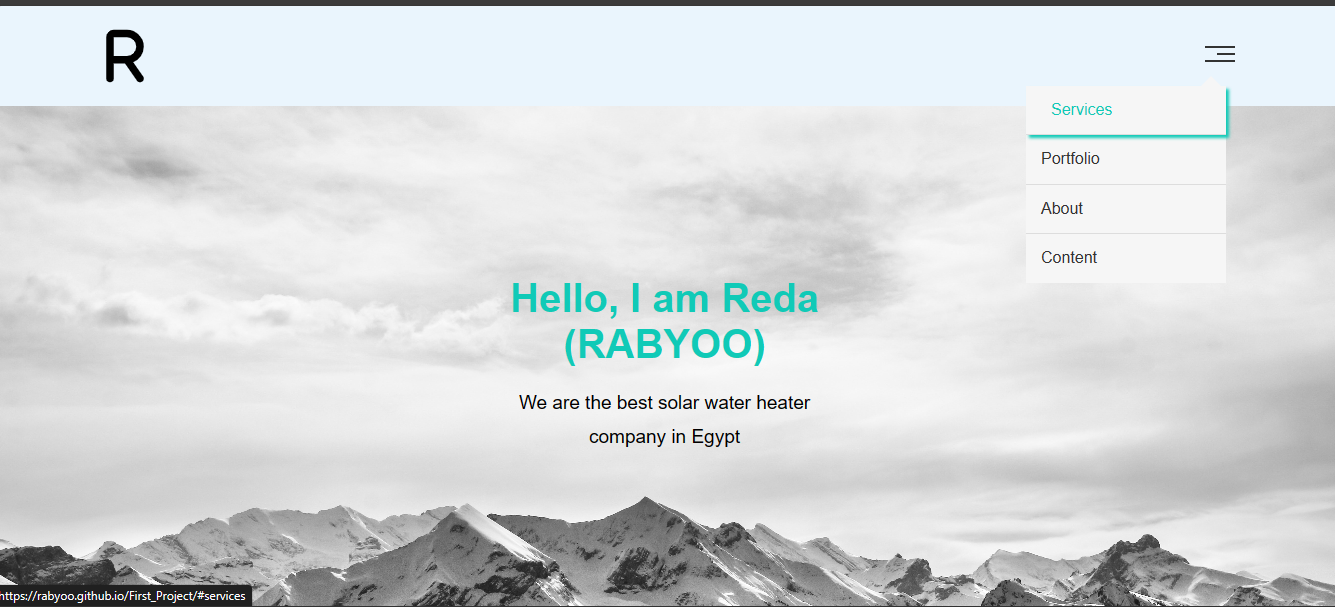 R
Services
Portfolio
About
Content
Hello, I am Reda
(RABYOO)
We are the best solar water heater
company in Egypt
https://rabyoo.github.io/First_Project/#services